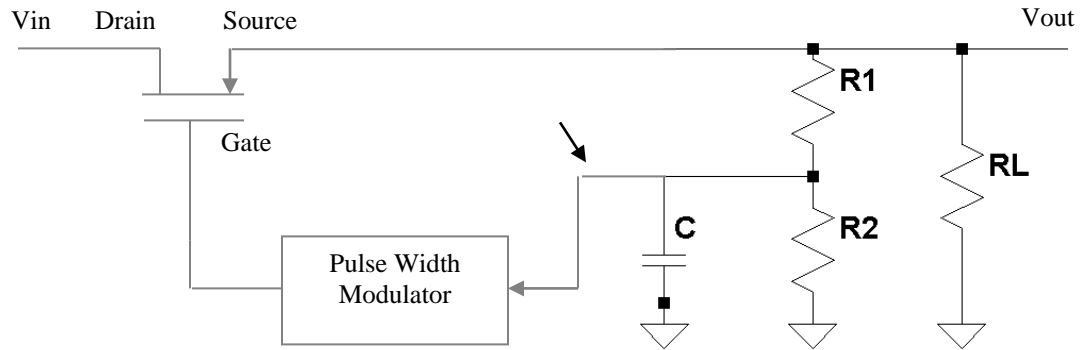 Vin Drain Source Vout
R1
Gate
RL
C R2
Pulse Width
Modulator